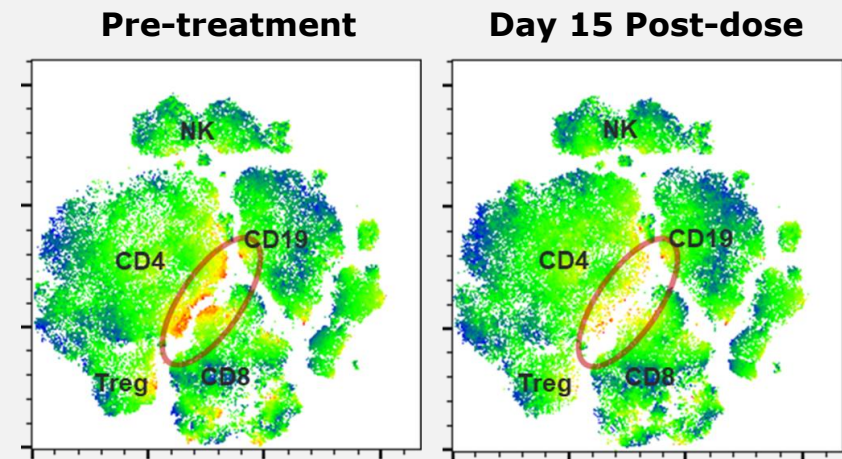 Pre-treatment
NK
CD19
CD4
Treg
CD8
Day 15 Post-dose
NK
CD19
CD4
Treg
CD8